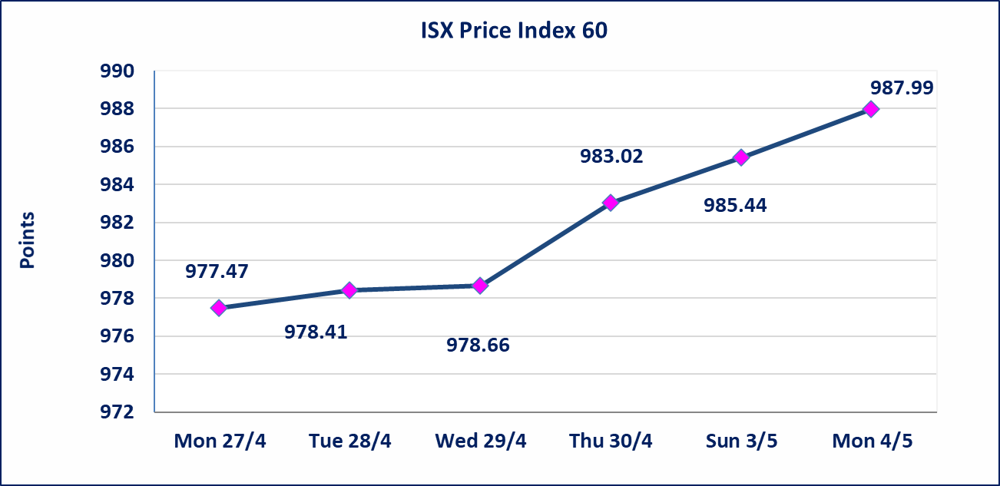 ISX Price Index 60
Points
990
988
986
984
982
980
978
976
974
972
977.47
978.41
978.66
983.02
985.44
987.99
Mon 27/4
Tue 28/4
Wed 29/4
Thu 30/4
Sun 3/5
Mon 4/5